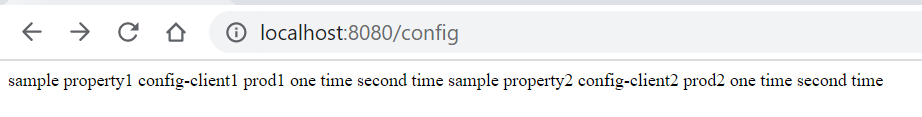 localhost:8080/config
sample property1 config-client1 prod1 one time second time sample property2 config-client2 prod2 one time second time